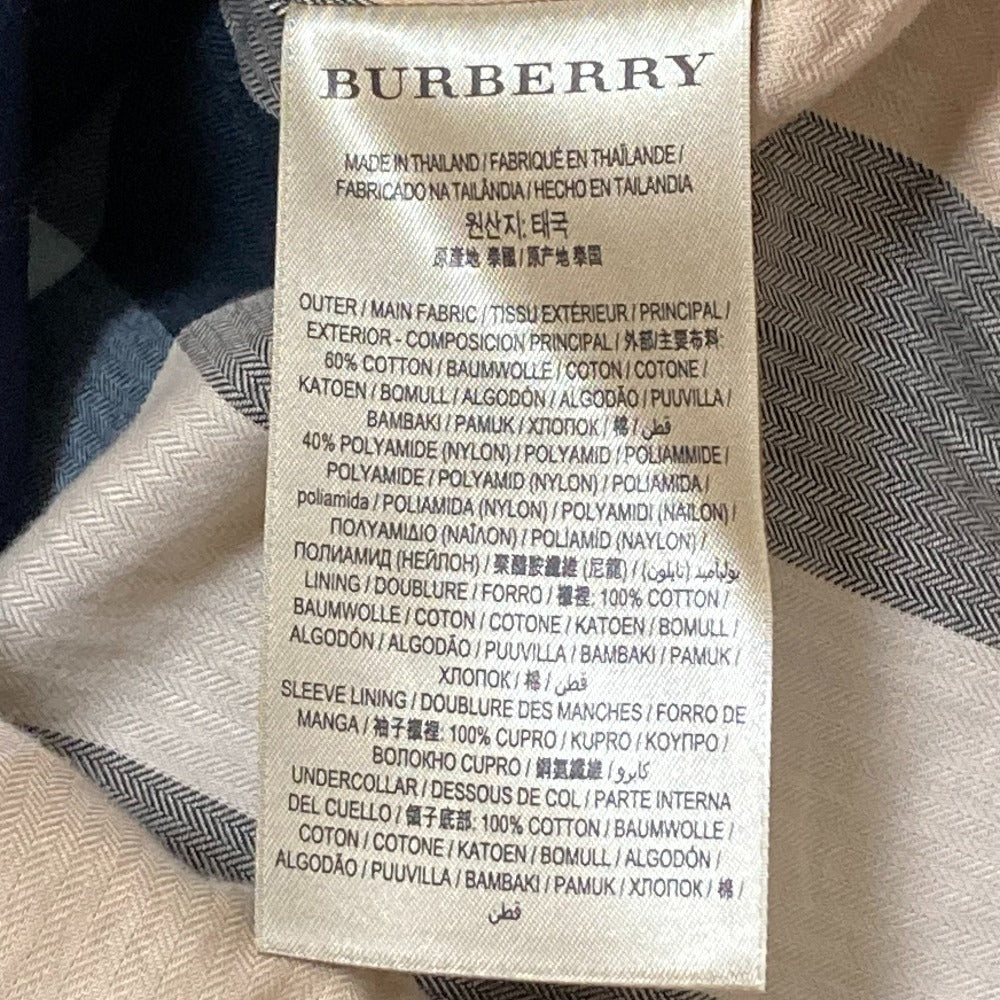 BURBERRY
MADE IN THAILAND / FABRIQUÉ EN THAÏLANDE /
FABRICADO NA TAILÂNDIA / HECHO EN TAILANDIA
원산지: 태국
原產地 泰國 / 原产地 泰国
OUTER / MAIN FABRIC / TISSU EXTÉRIEUR / PRINCIPAL /
EXTERIOR - COMPOSICION PRINCIPAL / 外部/主要布料:
60% COTTON / BAUMWOLLE / COTON / COTONE /
KATOEN / BOMULL / ALGODÓN / ALGODÃO / PUUVILLA /
BAMBAKI / PAMUK / ХЛОПОК / 棉 / قطن
40% POLYAMIDE (NYLON) / POLYAMID / POLIAMMIDE /
POLYAMIDE / POLYAMID (NYLON) / POLIAMIDA /
poliamida / POLIAMIDA (NYLON) / POLYAMIDI (NAILON) /
ΠΟΛΥΑΜΙΔΙΟ (ΝΑΪΛΟΝ) / POLİAMİD (NAYLON) /
ПОЛИАМИД (НЕЙЛОН) / 聚醯胺纖維 (尼龍) / بولياميد (نايلون) /
LINING / DOUBLURE / FORRO / 襯裡: 100% COTTON /
BAUMWOLLE / COTON / COTONE / KATOEN / BOMULL /
ALGODÓN / ALGODÃO / PUUVILLA / BAMBAKI / PAMUK /
ХЛОПОК / 棉 / قطن
SLEEVE LINING / DOUBLURE DES MANCHES / FORRO DE
MANGA / 袖子襯裡: 100% CUPRO / KUPRO / ΚΟΥΠΡΟ /
ВОЛОКНО CUPRO / 銅氨纖維 / كابرو
UNDERCOLLAR / DESSOUS DE COL / PARTE INTERNA
DEL CUELLO / 領子底部: 100% COTTON / BAUMWOLLE /
COTON / COTONE / KATOEN / BOMULL / ALGODÓN /
ALGODÃO / PUUVILLA / BAMBAKI / PAMUK / ХЛОПОК / 棉 /
قطن